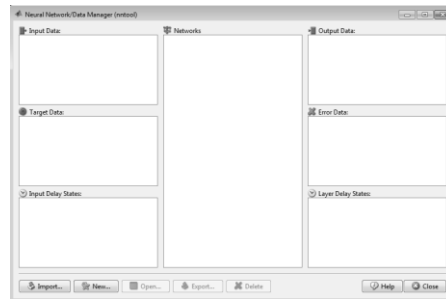 Neural Network/Data Manager (nntool)
Input Data:
Networks
Output Data:
Target Data:
Error Data:
Input Delay States:
Layer Delay States:
Import... New... Open... Export... Delete Help Close